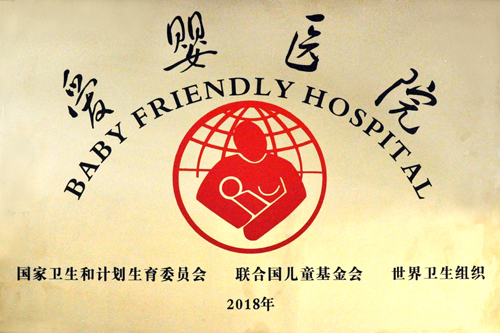 爱婴医院
BABY FRIENDLY HOSPITAL
国家卫生和计划生育委员会 联合国儿童基金会 世界卫生组织
2018年